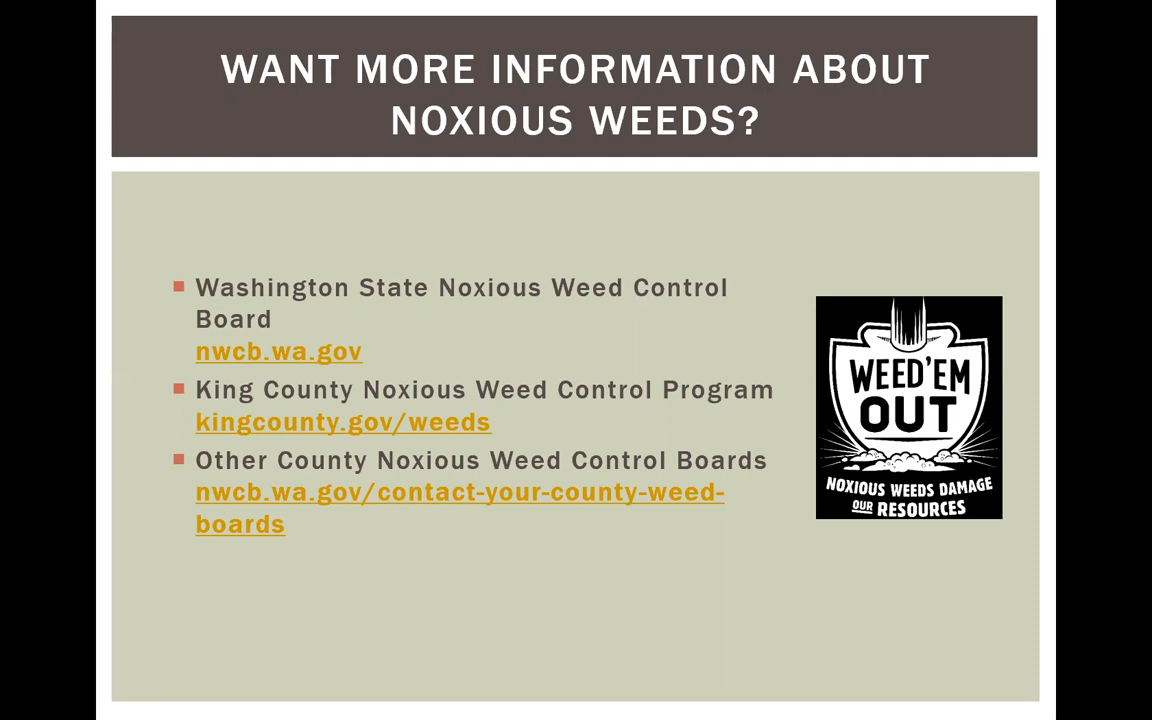 WANT MORE INFORMATION ABOUT
NOXIOUS WEEDS?
Washington State Noxious Weed Control
Board
nwcb.wa.gov
King County Noxious Weed Control Program
kingcounty.gov/weeds
Other County Noxious Weed Control Boards
nwcb.wa.gov/contact-your-county-weed-
boards
WEED'EM
OUT
NOXIOUS WEEDS DAMAGE
OUR RESOURCES